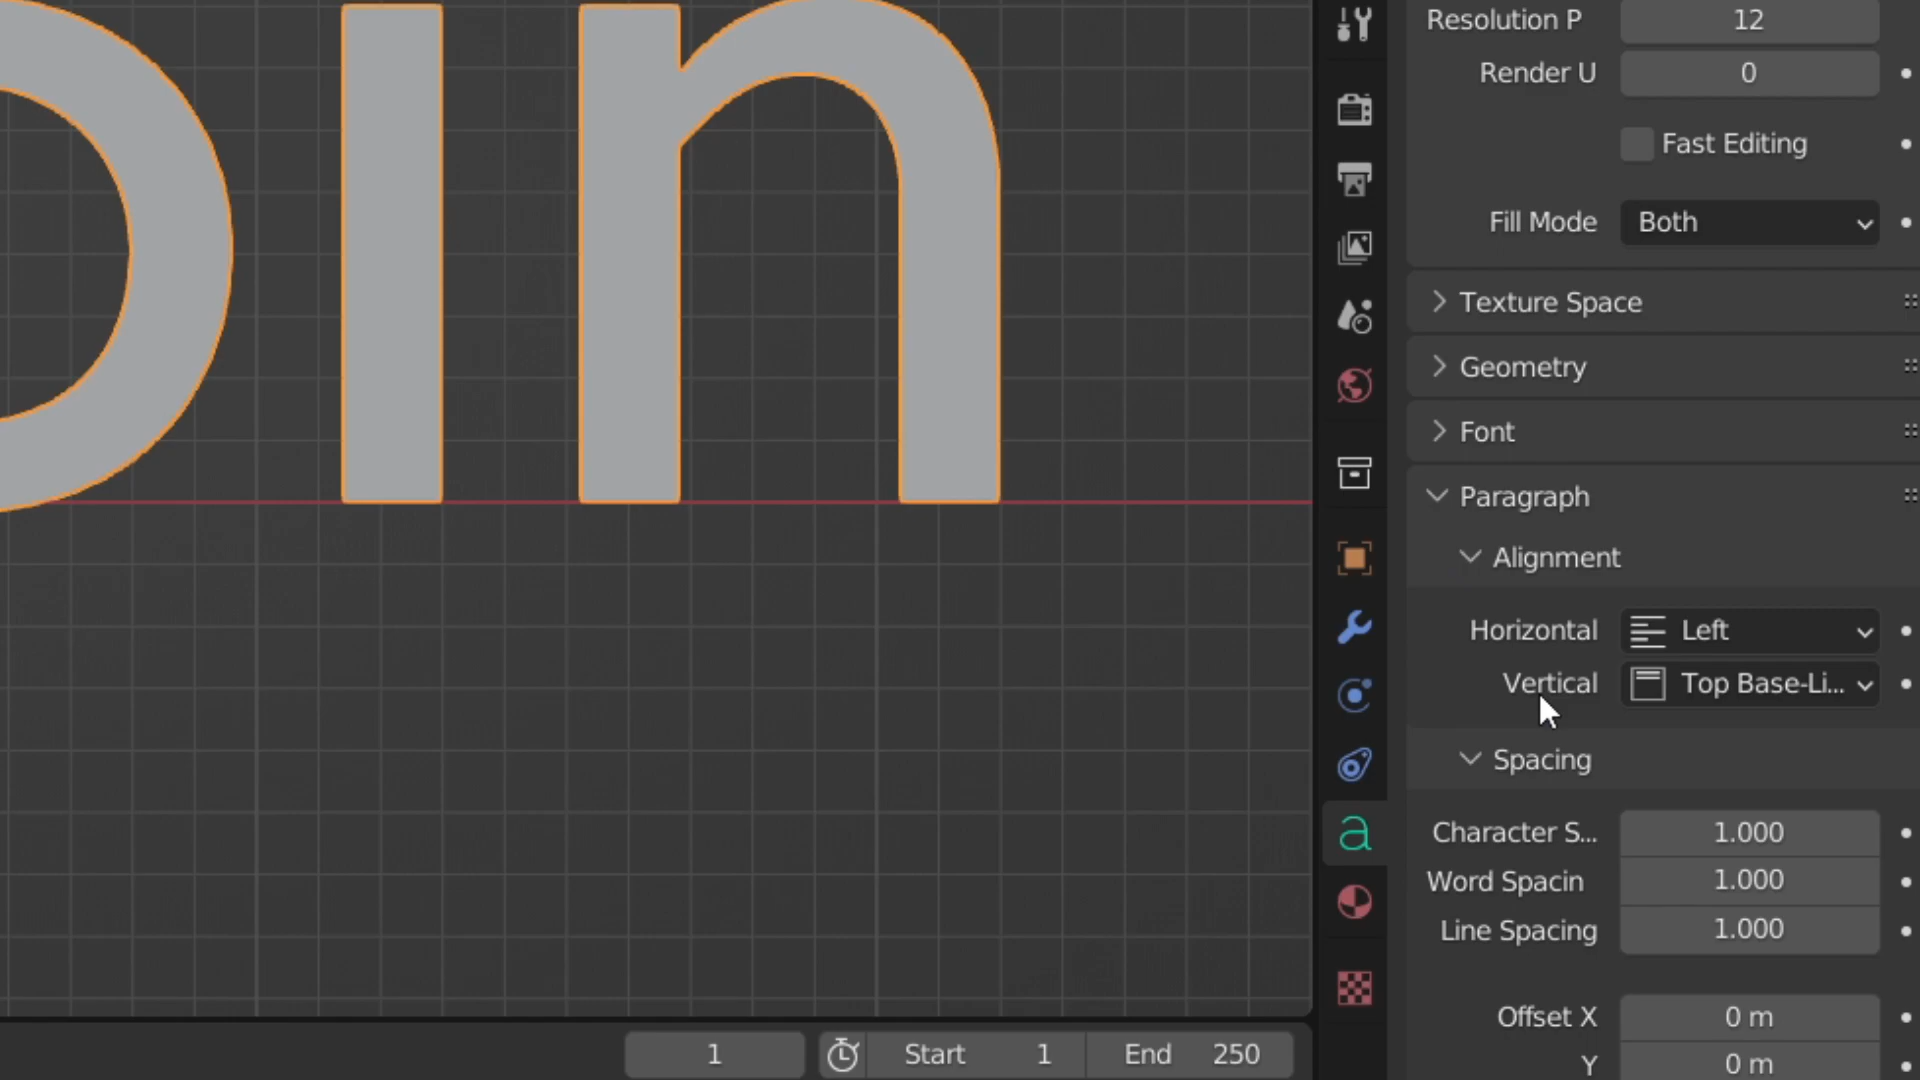 pin
Resolution P 12
Render U 0
Fast Editing
Fill Mode Both
Texture Space
Geometry
Font
Paragraph
Alignment
Horizontal Left
Vertical Top Base-Li...
Spacing
Character S... 1.000
Word Spacin 1.000
Line Spacing 1.000
Offset X 0 m
Y 0 m
a
1 Start 1 End 250